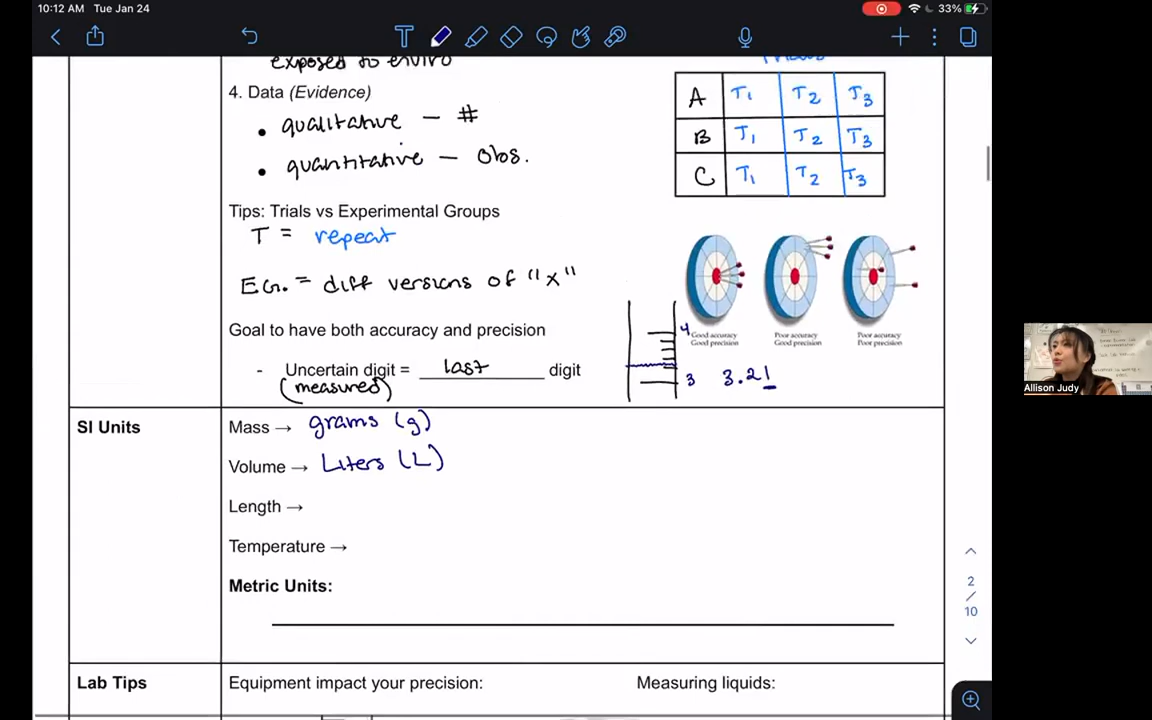 10:12 AM Tue Jan 24
33%
exposed to enviro
Trials
4. Data (Evidence)
• qualitative – #
• quantitative – obs.
A T1 T2 T3
B T1 T2 T3
C T1 T2 T3
Tips: Trials vs Experimental Groups
T = repeat
E.G. = diff versions of "x"
Goal to have both accuracy and precision
- Uncertain digit = last digit
(measured)
4
3 3.21
Good accuracy
Good precision
Poor accuracy
Good precision
Poor accuracy
Poor precision
SI Units
Mass → grams (g)
Volume → Liters (L)
Length →
Temperature →
Metric Units:
Lab Tips
Equipment impact your precision:
Measuring liquids:
2
/
10
Allison Judy